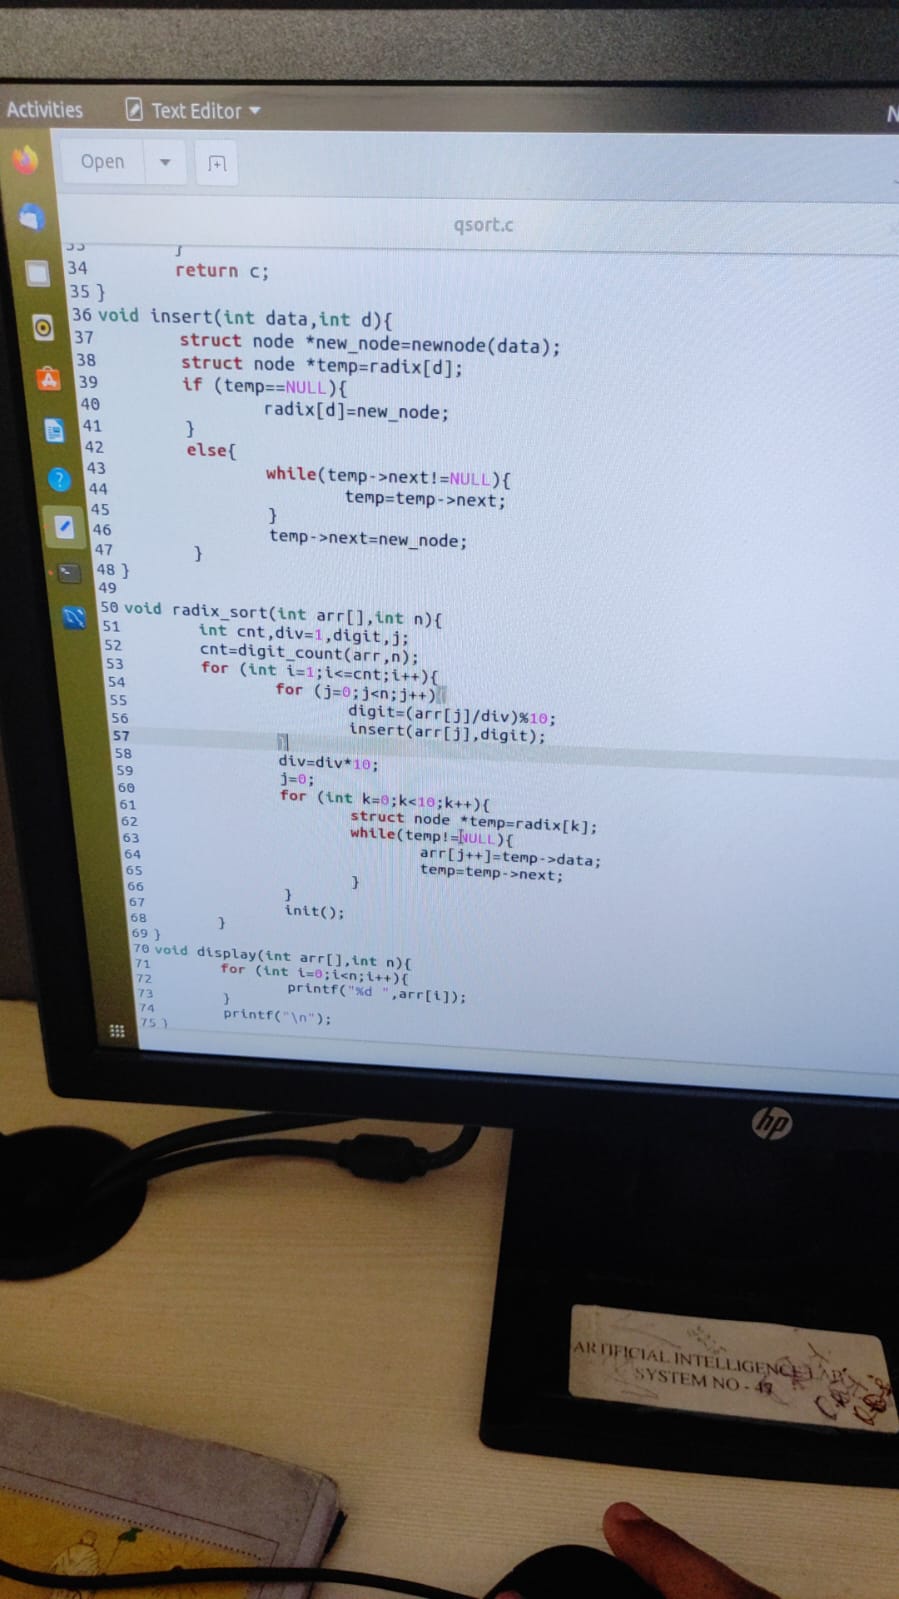 Activities Text Editor
Open
qsort.c
34 return c;
35 }
36 void insert(int data,int d){
37 struct node *new_node=newnode(data);
38 struct node *temp=radix[d];
39 if (temp==NULL){
40 radix[d]=new_node;
41 }
42 else{
43 while(temp->next!=NULL){
44 temp=temp->next;
45 }
46 temp->next=new_node;
47 }
48 }
49
50 void radix_sort(int arr[],int n){
51 int cnt,div=1,digit,j;
52 cnt=digit_count(arr,n);
53 for (int i=1;i<=cnt;i++){
54 for (j=0;j<n;j++){
55 digit=(arr[j]/div)%10;
56 insert(arr[j],digit);
57 }
58 div=div*10;
59 j=0;
60 for (int k=0;k<10;k++){
61 struct node *temp=radix[k];
62 while(temp!=NULL){
63 arr[j++]=temp->data;
64 temp=temp->next;
65 }
66 }
67 init();
68 }
69 }
70 void display(int arr[],int n){
71 for (int i=0;i<n;i++){
72 printf("%d ",arr[i]);
73 }
74 printf("\n");
75 }
hp
ARTIFICIAL INTELLIGENCE LAB
SYSTEM NO -